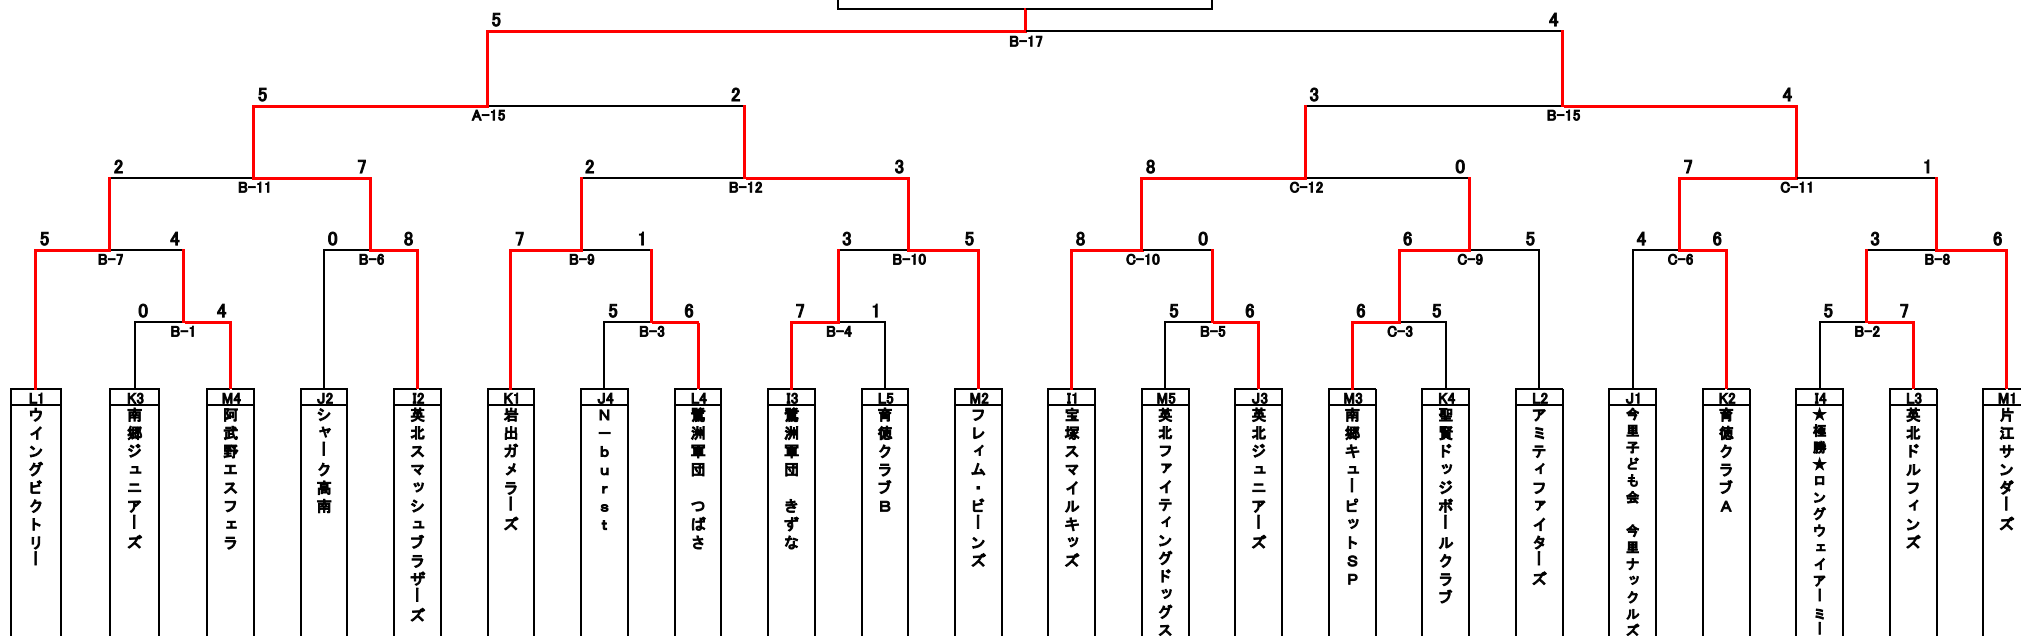 5 4
B-17
5 2 3 4
A-15 B-15
2 7 2 3 8 0 7 1
B-11 B-12 C-12 C-11
5 4 0 8 7 1 3 5 8 0 6 5 4 6 3 6
B-7 B-6 B-9 B-10 C-10 C-9 C-6 B-8
0 4 5 6 7 1 5 6 6 5 5 7
B-1 B-3 B-4 B-5 C-3 B-2
L1 K3 M4 J2 I2 K1 J4 L4 I3 L5 M2 I1 M5 J3 M3 K4 L2 J1 K2 I4 L3 M1
ウイングビクトリー
南郷ジュニアーズ
阿武野エスフェラ
シャーク高南
英北スマッシュブラザーズ
岩出ガメラーズ
N－burst
鷺洲軍団　つばさ
鷺洲軍団　きずな
育徳クラブB
フレイム・ビーンズ
宝塚スマイルキッズ
英北ファイティングドッグス
英北ジュニアーズ
南郷キューピットSP
聖賢ドッジボールクラブ
アミティファイターズ
今里子ども会　今里ナックルズ
育徳クラブA
★極勝★ロングウェイアーミー
英北ドルフィンズ
片江サンダーズ